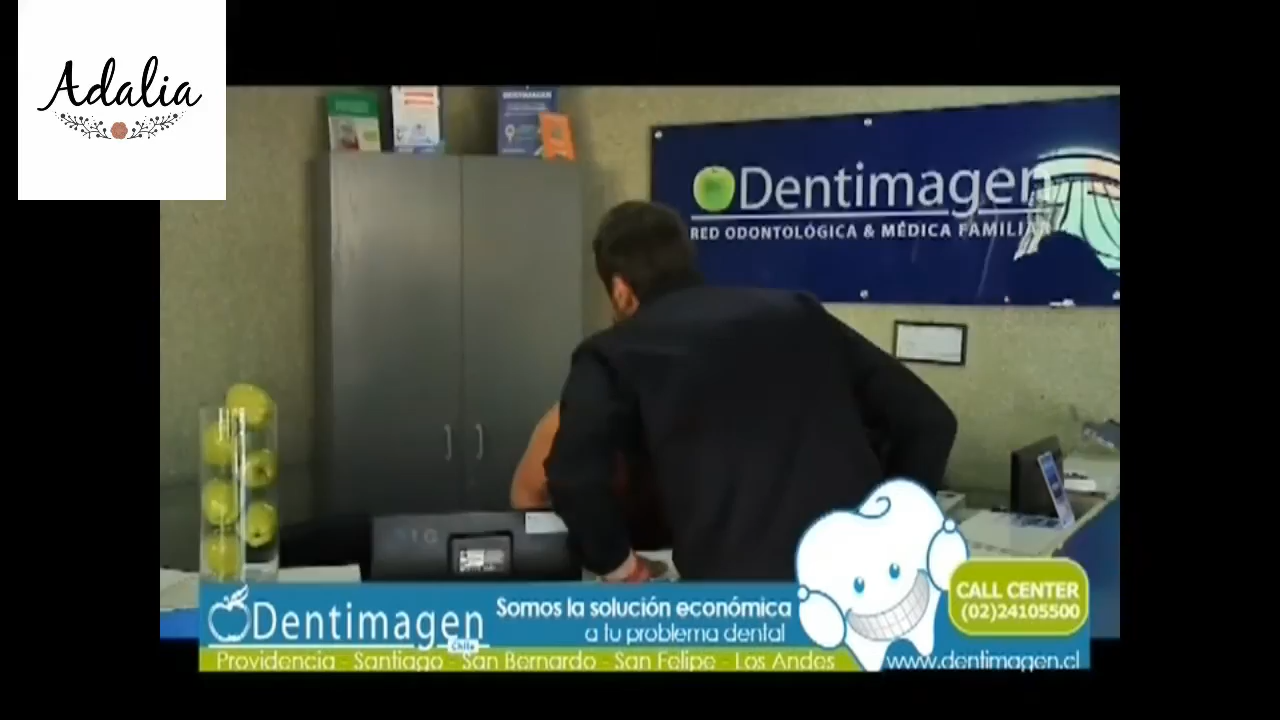 Adalia
DENTIMAGEN
Dentimagen
RED ODONTOLÓGICA & MÉDICA FAMILIAR
Dentimagen
Chile
Somos la solución económica
a tu problema dental
CALL CENTER
(02)24105500
Providencia - Santiago - San Bernardo - San Felipe - Los Andes
www.dentimagen.cl